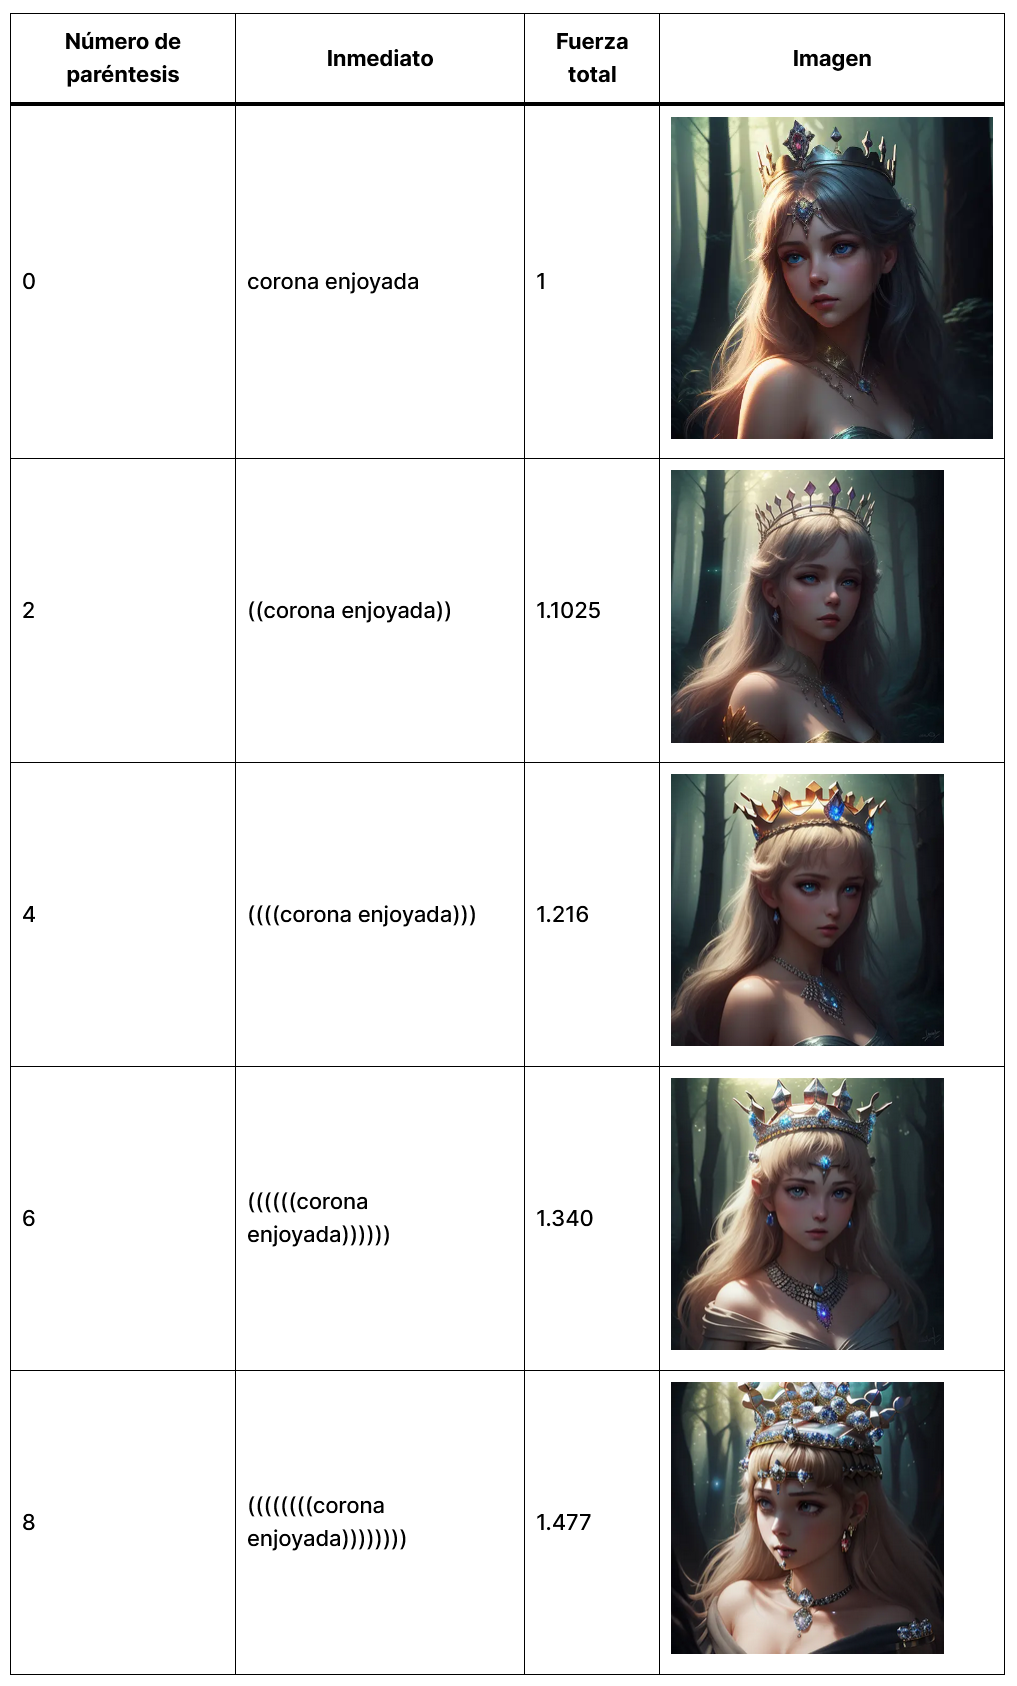 Número de
paréntesis
Inmediato
Fuerza
total
Imagen
0
corona enjoyada
1
2
((corona enjoyada))
1.1025
4
((((corona enjoyada)))
1.216
6
((((((corona
enjoyada))))))
1.340
8
((((((((corona
enjoyada))))))))
1.477